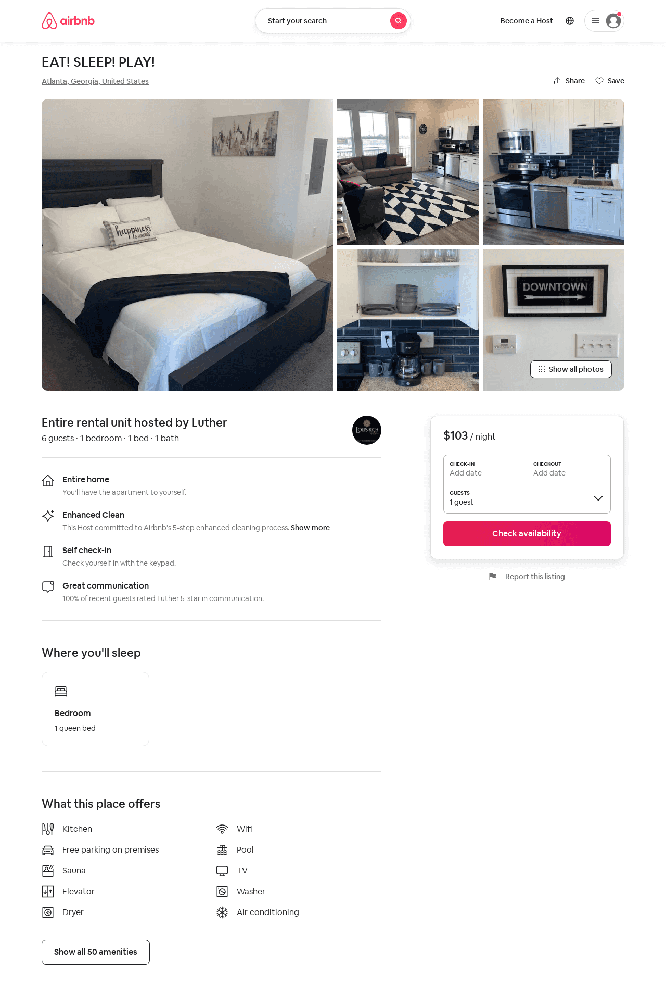 airbnb
Start your search
Become a Host
EAT! SLEEP! PLAY!
Atlanta, Georgia, United States
Share
Save
happiness
IS HOMEMADE
DOWNTOWN
Show all photos
Entire rental unit hosted by Luther
6 guests · 1 bedroom · 1 bed · 1 bath
LOUIS RICH
$103 / night
CHECK-IN
Add date
CHECKOUT
Add date
GUESTS
1 guest
Check availability
Report this listing
Entire home
You’ll have the apartment to yourself.
Enhanced Clean
This Host committed to Airbnb's 5-step enhanced cleaning process. Show more
Self check-in
Check yourself in with the keypad.
Great communication
100% of recent guests rated Luther 5-star in communication.
Where you'll sleep
Bedroom
1 queen bed
What this place offers
Kitchen
Wifi
Free parking on premises
Pool
Sauna
TV
Elevator
Washer
Dryer
Air conditioning
Show all 50 amenities